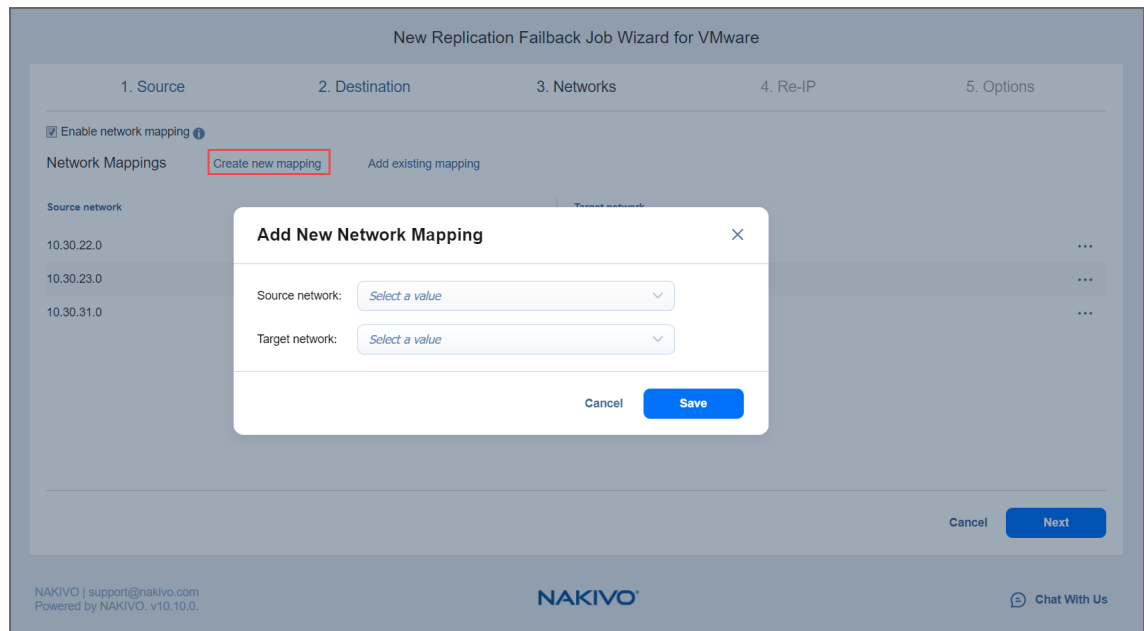 New Replication Failback Job Wizard for VMware
1. Source
2. Destination
3. Networks
4. Re-IP
5. Options
Enable network mapping
Network Mappings
Create new mapping
Add existing mapping
Source network
Target network
10.30.22.0
10.30.23.0
10.30.31.0
Add New Network Mapping
Source network:
Select a value
Target network:
Select a value
Cancel
Save
Cancel
Next
NAKIVO | support@nakivo.com
Powered by NAKIVO. v10.10.0.
NAKIVO®
Chat With Us